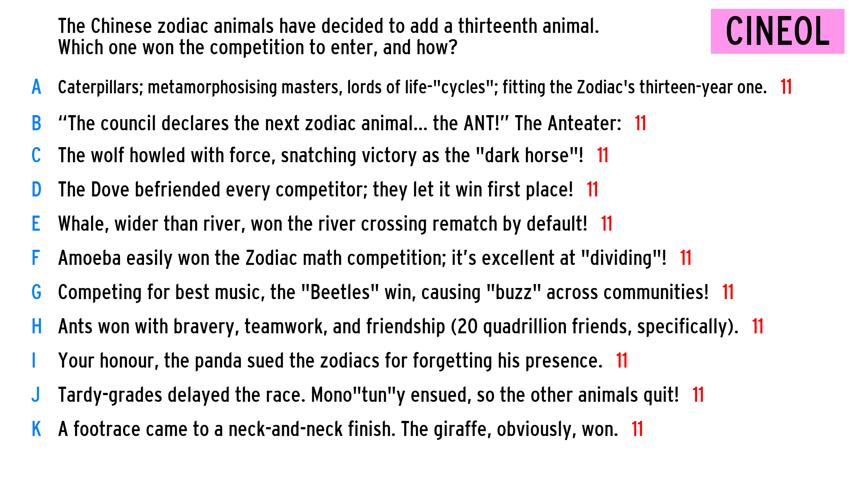 The Chinese zodiac animals have decided to add a thirteenth animal.
Which one won the competition to enter, and how?
CINEOL
A Caterpillars; metamorphosising masters, lords of life-"cycles"; fitting the Zodiac's thirteen-year one. 11
B “The council declares the next zodiac animal... the ANT!” The Anteater: 11
C The wolf howled with force, snatching victory as the "dark horse"! 11
D The Dove befriended every competitor; they let it win first place! 11
E Whale, wider than river, won the river crossing rematch by default! 11
F Amoeba easily won the Zodiac math competition; it’s excellent at "dividing"! 11
G Competing for best music, the "Beetles" win, causing "buzz" across communities! 11
H Ants won with bravery, teamwork, and friendship (20 quadrillion friends, specifically). 11
I Your honour, the panda sued the zodiacs for forgetting his presence. 11
J Tardy-grades delayed the race. Mono"tun"y ensued, so the other animals quit! 11
K A footrace came to a neck-and-neck finish. The giraffe, obviously, won. 11